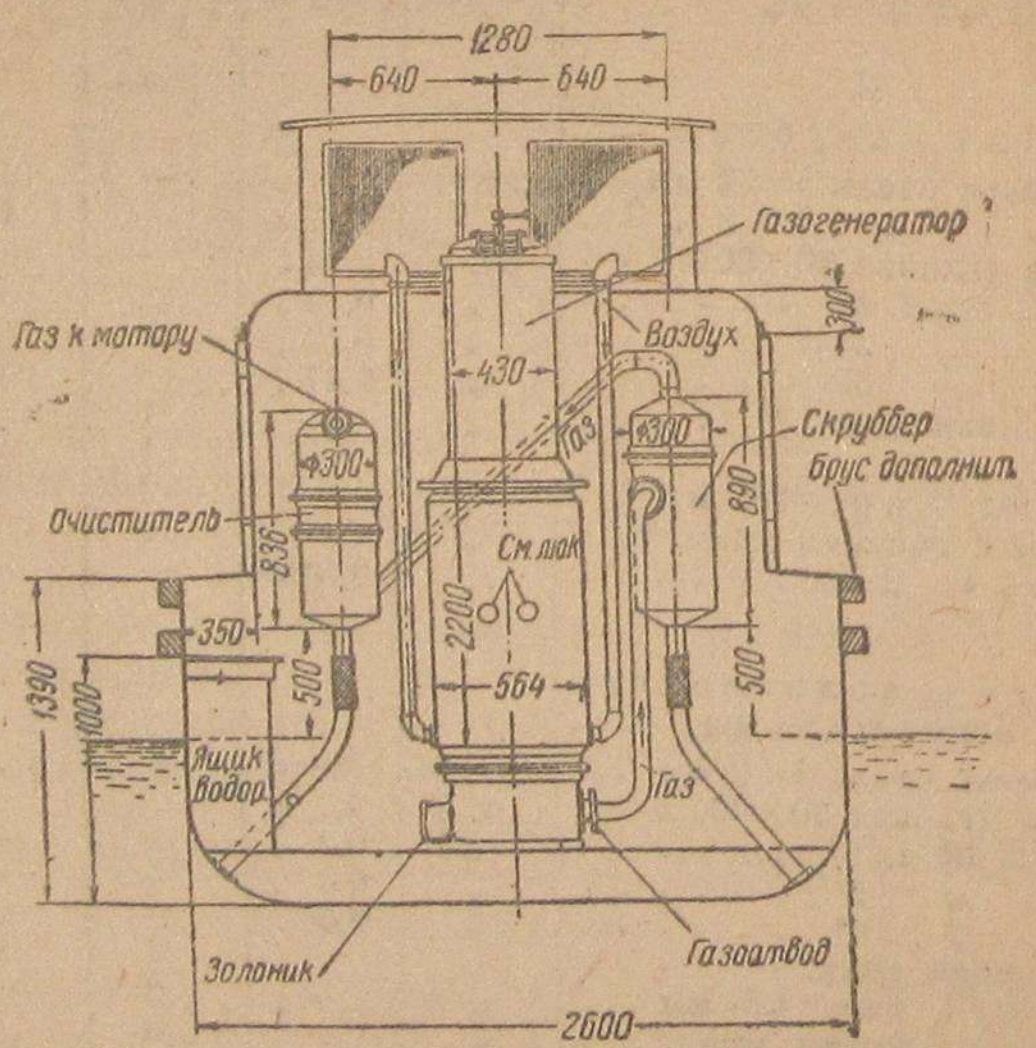 1280
640
640
Газогенератор
300
Газ к мотору
Воздух
430
Газ
ф300
Скруббер
ф300
Брус дополнит.
890
Очиститель
836
См. люк
2200
350
1390
1000
500
564
500
Ящик
водор.
Газ
Зольник
Газоотвод
2600